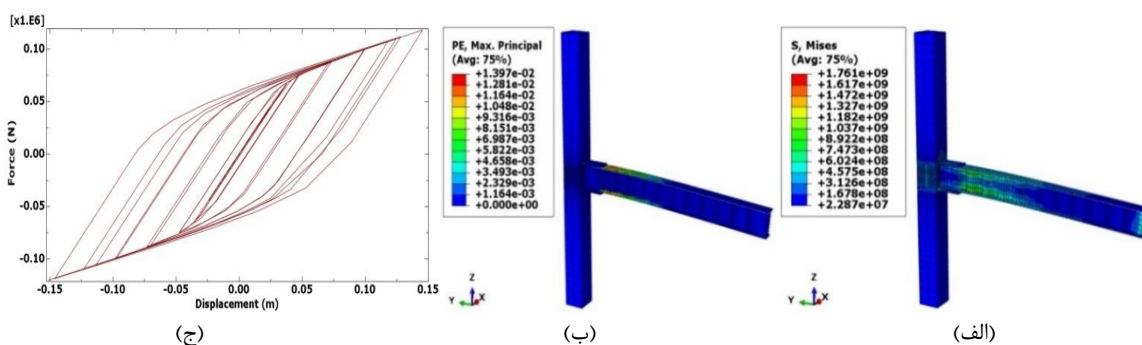 [x1.E6]
0.10
0.05
0.00
-0.05
-0.10
Force (N)
-0.15
-0.10
-0.05
0.00
0.05
0.10
0.15
Displacement (m)
(ج)
PE, Max. Principal
(Avg: 75%)
+1.397e-02
+1.281e-02
+1.164e-02
+1.048e-02
+9.316e-03
+8.151e-03
+6.987e-03
+5.822e-03
+4.658e-03
+3.493e-03
+2.329e-03
+1.164e-03
+0.000e+00
Z
Y
X
(ب)
S, Mises
(Avg: 75%)
+1.761e+09
+1.617e+09
+1.472e+09
+1.327e+09
+1.182e+09
+1.037e+09
+8.922e+08
+7.473e+08
+6.024e+08
+4.575e+08
+3.126e+08
+1.678e+08
+2.287e+07
Z
Y
X
(الف)